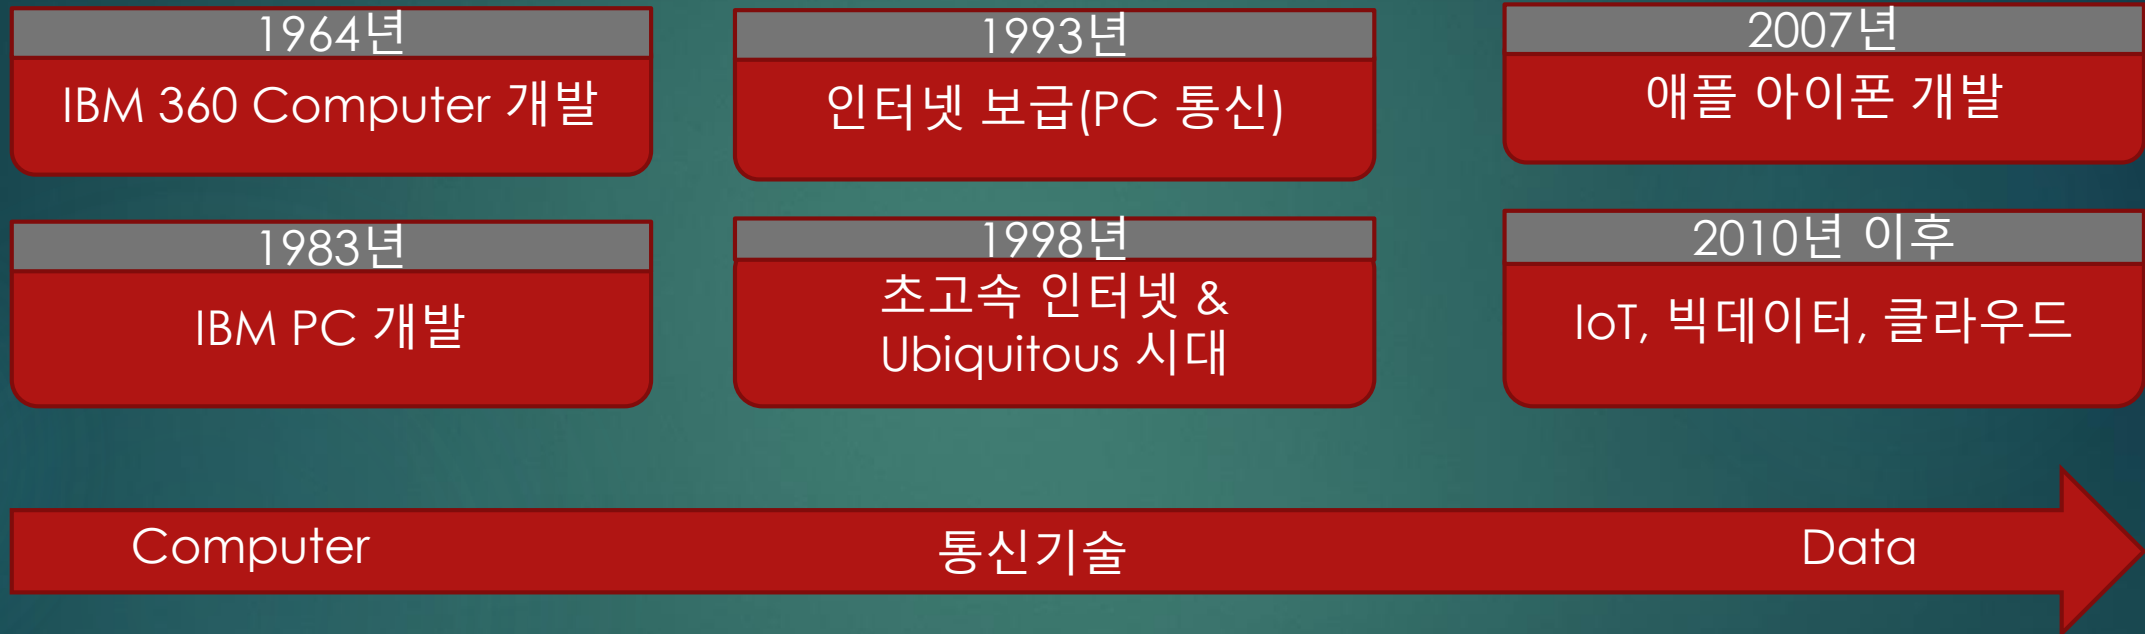 1964년
IBM 360 Computer 개발
1983년
IBM PC 개발
1993년
인터넷 보급(PC 통신)
1998년
초고속 인터넷 &
Ubiquitous 시대
2007년
애플 아이폰 개발
2010년 이후
IoT, 빅데이터, 클라우드
Computer
통신기술
Data